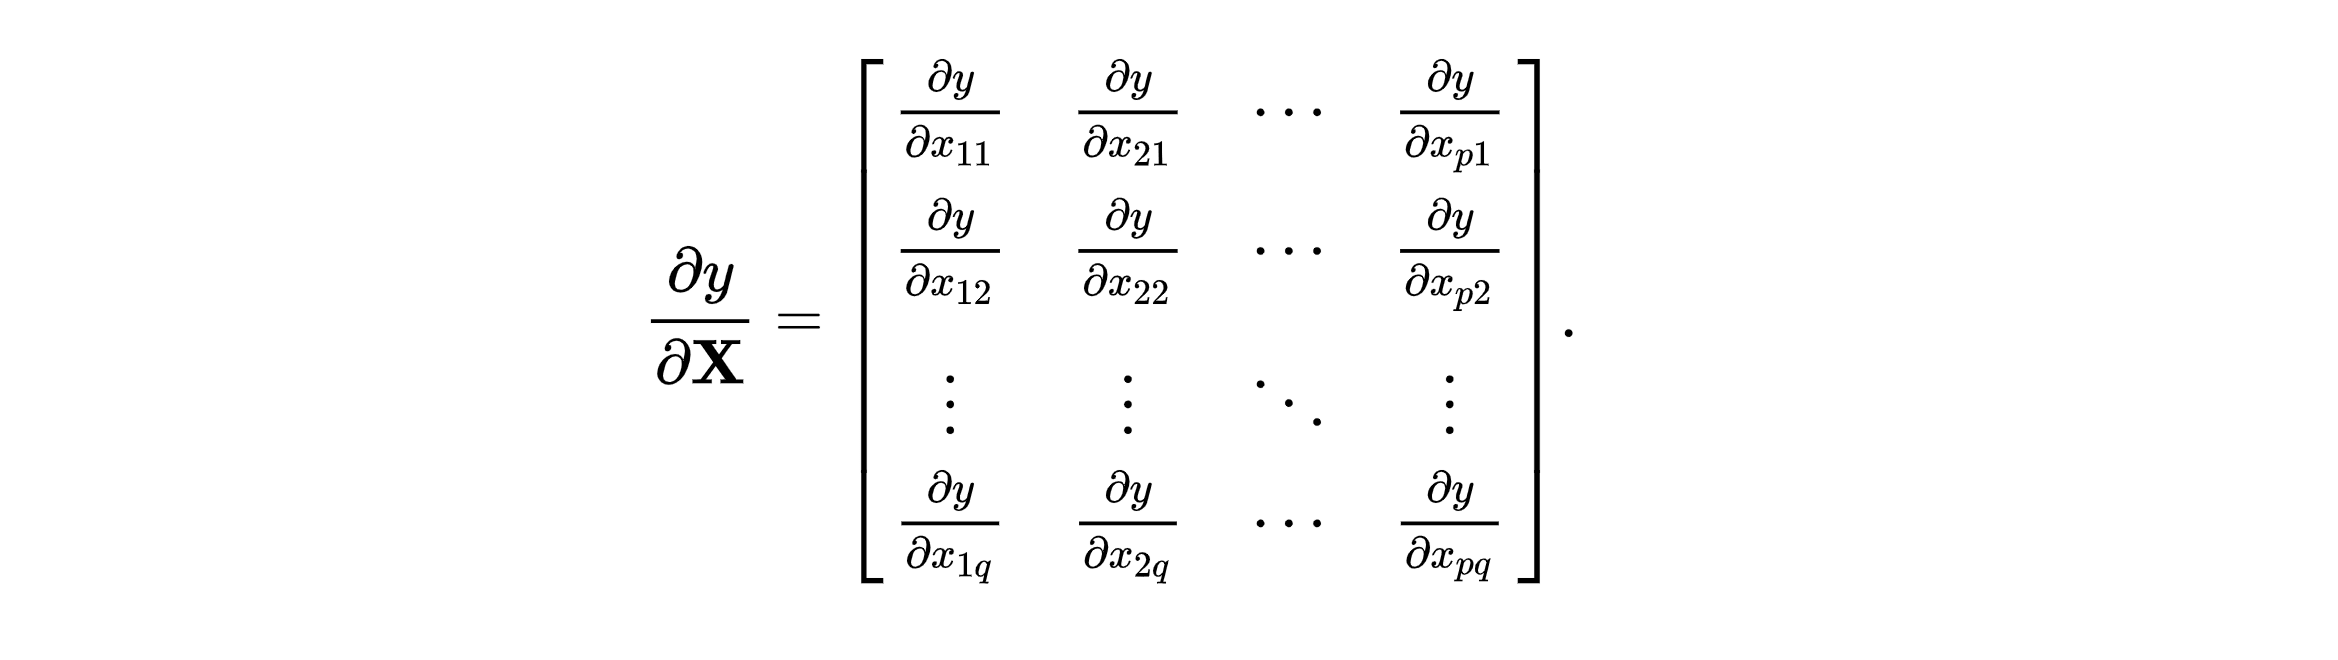 \frac{\partial y}{\partial \mathbf{X}} = \begin{bmatrix} \frac{\partial y}{\partial x_{11}} & \frac{\partial y}{\partial x_{21}} & \cdots & \frac{\partial y}{\partial x_{p1}} \\ \frac{\partial y}{\partial x_{12}} & \frac{\partial y}{\partial x_{22}} & \cdots & \frac{\partial y}{\partial x_{p2}} \\ \vdots & \vdots & \ddots & \vdots \\ \frac{\partial y}{\partial x_{1q}} & \frac{\partial y}{\partial x_{2q}} & \cdots & \frac{\partial y}{\partial x_{pq}} \end{bmatrix}.